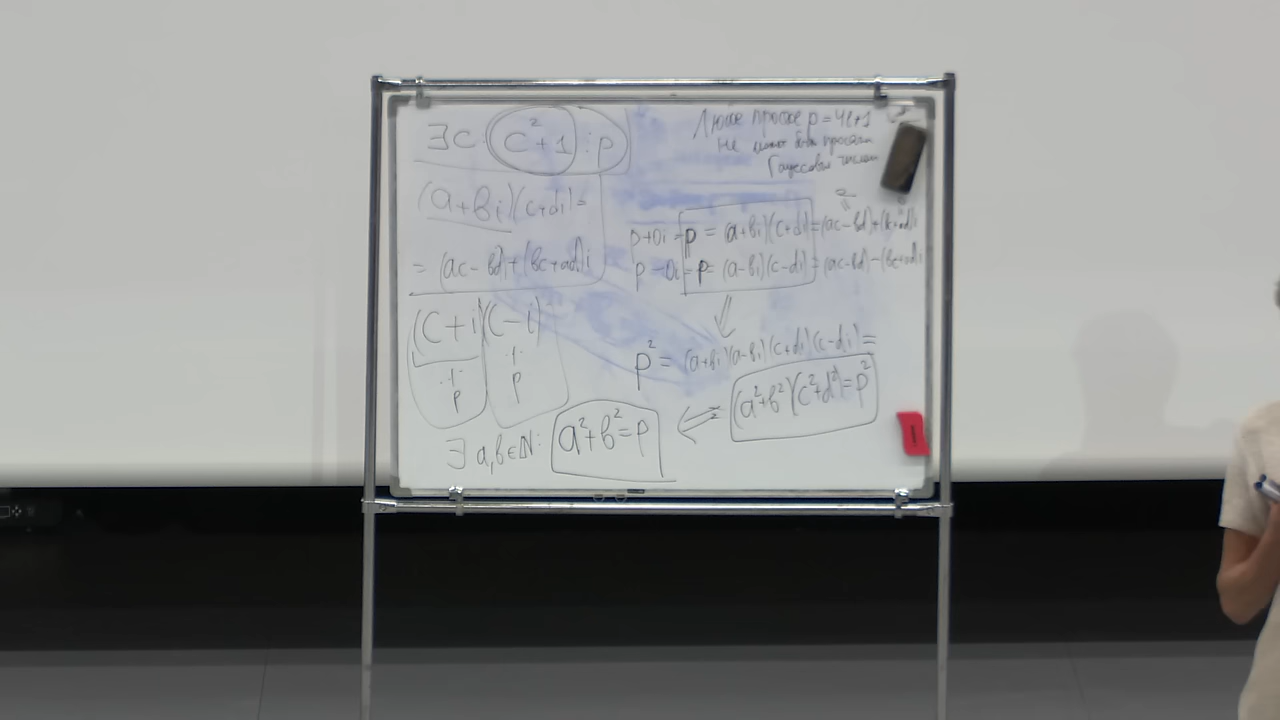 ∃ c: c² + 1 ⋮ p
(a+bi)(c+di) =
= (ac − bd) + (bc + ad)i
(c+i)(c−i)
⋮ ⋮
p p
∃ a, b ∈ ℕ: a² + b² = p
Любое простое p = 4k+1
не может быть простым
Гауссовым числом
p + 0i = p = (a+bi)(c+di) = (ac − bd) + (bc + ad)i
p − 0i = p = (a−bi)(c−di) = (ac − bd) − (bc + ad)i
⇓
p² = (a+bi)(a−bi)(c+di)(c−di) =
⇐ (a² + b²)(c² + d²) = p²